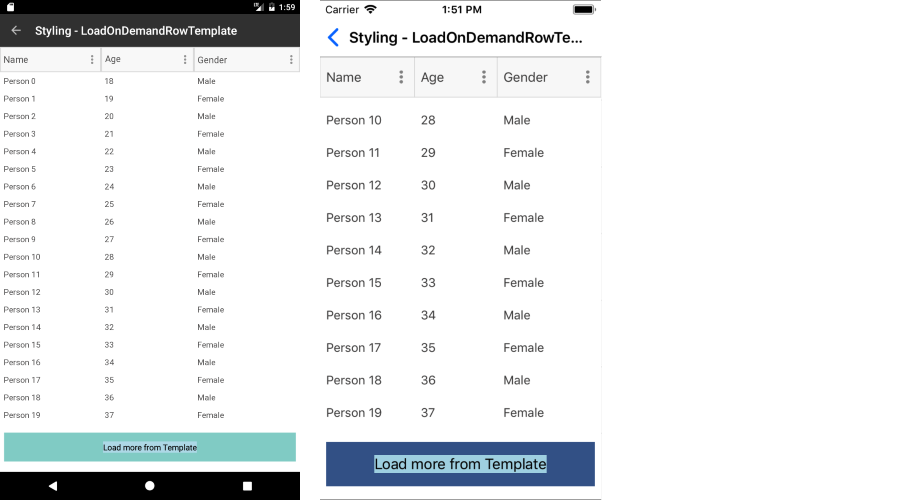 1:59
Styling - LoadOnDemandRowTemplate
Name Age Gender
Person 0 18 Male
Person 1 19 Female
Person 2 20 Male
Person 3 21 Female
Person 4 22 Male
Person 5 23 Female
Person 6 24 Male
Person 7 25 Female
Person 8 26 Male
Person 9 27 Female
Person 10 28 Male
Person 11 29 Female
Person 12 30 Male
Person 13 31 Female
Person 14 32 Male
Person 15 33 Female
Person 16 34 Male
Person 17 35 Female
Person 18 36 Male
Person 19 37 Female
Load more from Template
Carrier 1:51 PM
Styling - LoadOnDemandRowTe...
Name Age Gender
Person 10 28 Male
Person 11 29 Female
Person 12 30 Male
Person 13 31 Female
Person 14 32 Male
Person 15 33 Female
Person 16 34 Male
Person 17 35 Female
Person 18 36 Male
Person 19 37 Female
Load more from Template